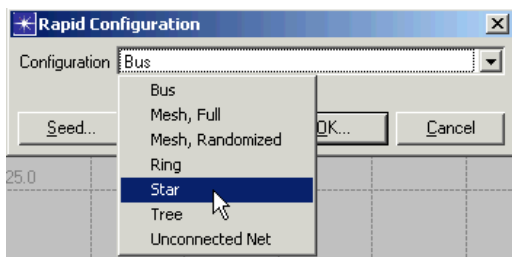 Rapid Configuration
Configuration Bus
Bus
Mesh, Full
Mesh, Randomized
Ring
Star
Tree
Unconnected Net
Seed... OK... Cancel
25.0